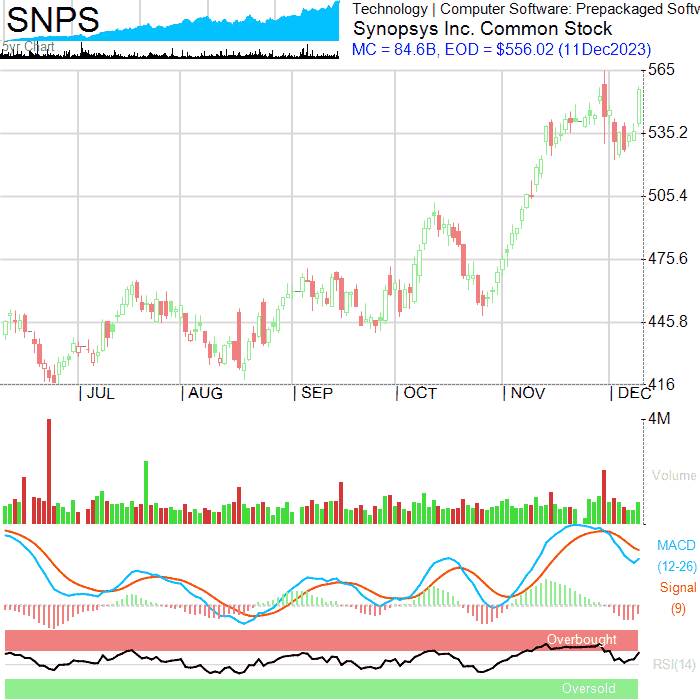 SNPS
5yr Chart
Technology | Computer Software: Prepackaged Softw
Synopsys Inc. Common Stock
MC = 84.6B, EOD = $556.02 (11Dec2023)
565
535.2
505.4
475.6
445.8
416
JUL
AUG
SEP
OCT
NOV
DEC
4M
Volume
MACD
(12-26)
Signal
(9)
Overbought
RSI(14)
Oversold